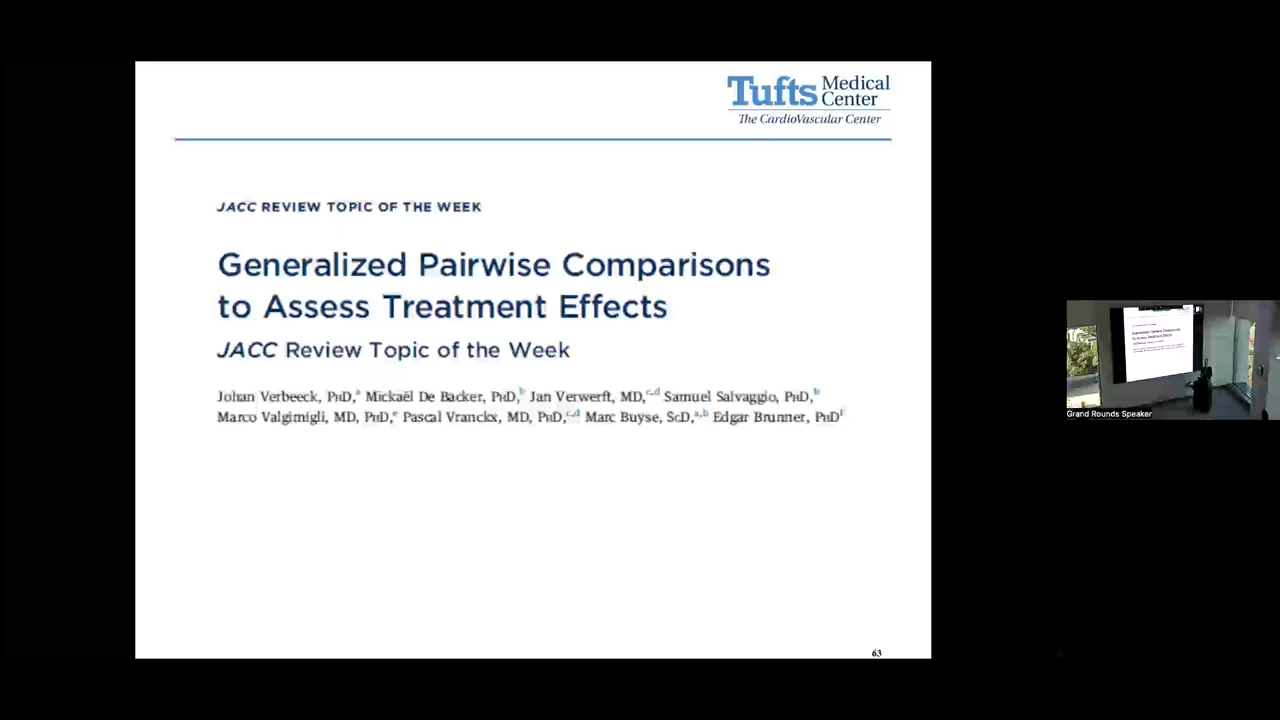 Tufts Medical
Center
The CardioVascular Center
JACC REVIEW TOPIC OF THE WEEK
Generalized Pairwise Comparisons
to Assess Treatment Effects
JACC Review Topic of the Week
Johan Verbeeck, PhD,a Mickaël De Backer, PhD,b Jan Verwerft, MD,c,d Samuel Salvaggio, PhD,b
Marco Valgimigli, MD, PhD,e Pascal Vranckx, MD, PhD,c,d Marc Buyse, ScD,a,b Edgar Brunner, PhDf
63
Grand Rounds Speaker